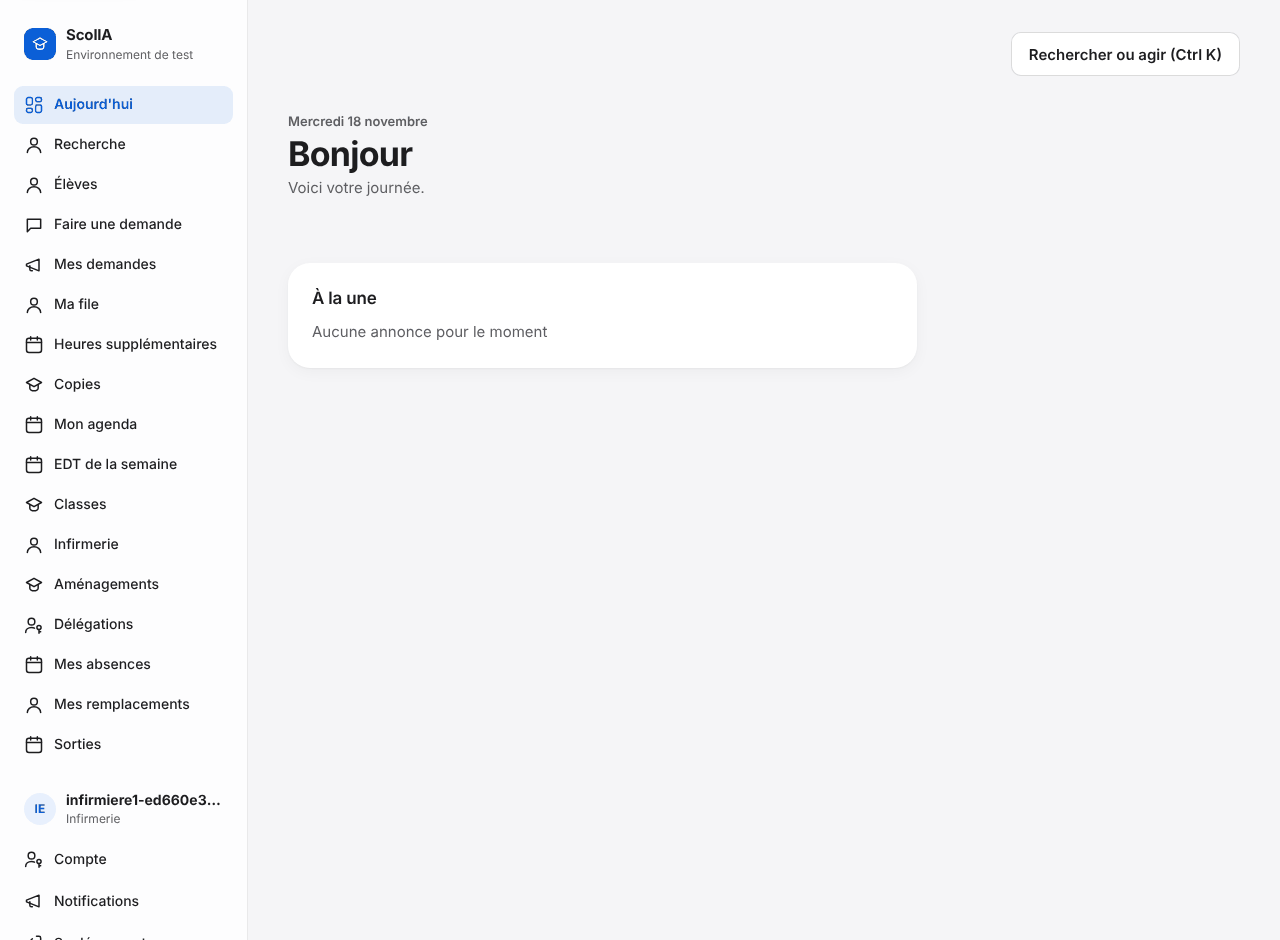 ScolIA
Environnement de test
Aujourd'hui
Recherche
Élèves
Faire une demande
Mes demandes
Ma file
Heures supplémentaires
Copies
Mon agenda
EDT de la semaine
Classes
Infirmerie
Aménagements
Délégations
Mes absences
Mes remplacements
Sorties
IE
infirmiere1-ed660e3...
Infirmerie
Compte
Notifications
Rechercher ou agir (Ctrl K)
Mercredi 18 novembre
Bonjour
Voici votre journée.
À la une
Aucune annonce pour le moment